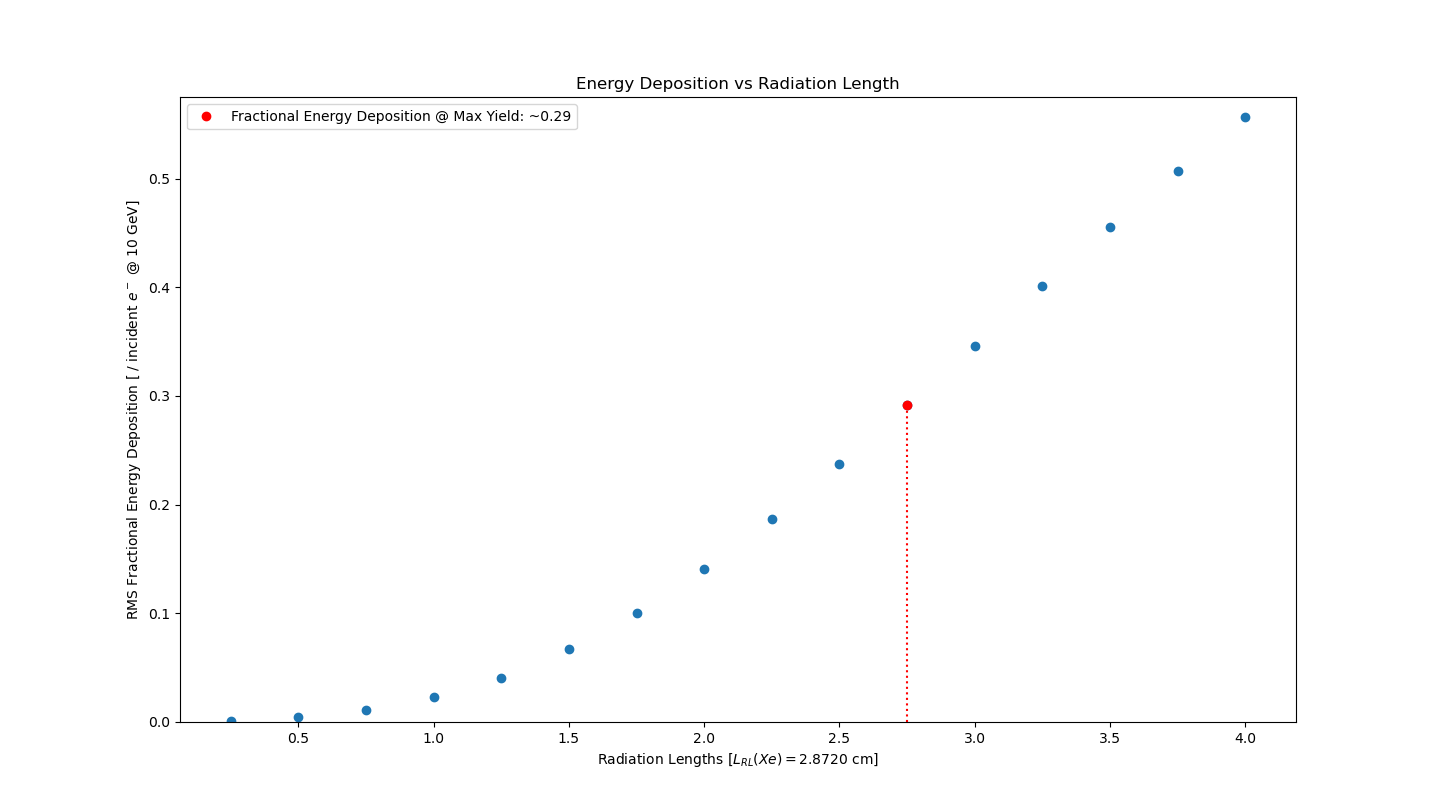 Energy Deposition vs Radiation Length
Fractional Energy Deposition @ Max Yield: ~0.29
RMS Fractional Energy Deposition [ / incident e⁻ @ 10 GeV]
0.5
0.4
0.3
0.2
0.1
0.0
0.5 1.0 1.5 2.0 2.5 3.0 3.5 4.0
Radiation Lengths [L_{RL}(Xe) = 2.8720 cm]